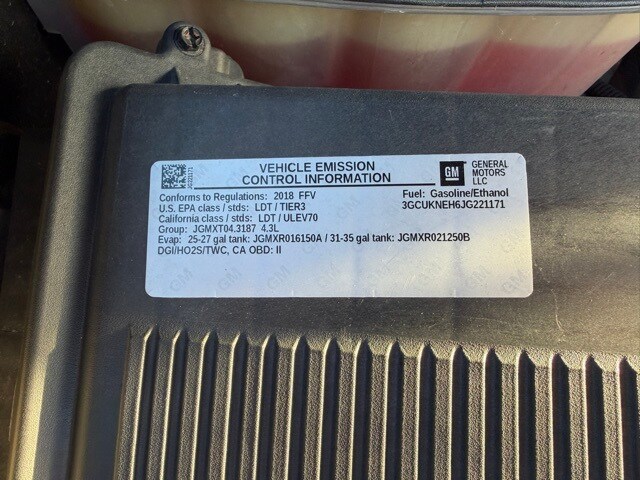 JG221171
VEHICLE EMISSION
CONTROL INFORMATION
GM
GENERAL
MOTORS
LLC
Conforms to Regulations: 2018 FFV
Fuel: Gasoline/Ethanol
U.S. EPA class / stds: LDT / TIER3
3GCUKNEH6JG221171
California class / stds: LDT / ULEV70
Group: JGMXT04.3187 4.3L
Evap: 25-27 gal tank: JGMXR016150A / 31-35 gal tank: JGMXR021250B
DGI/HO2S/TWC, CA OBD: II